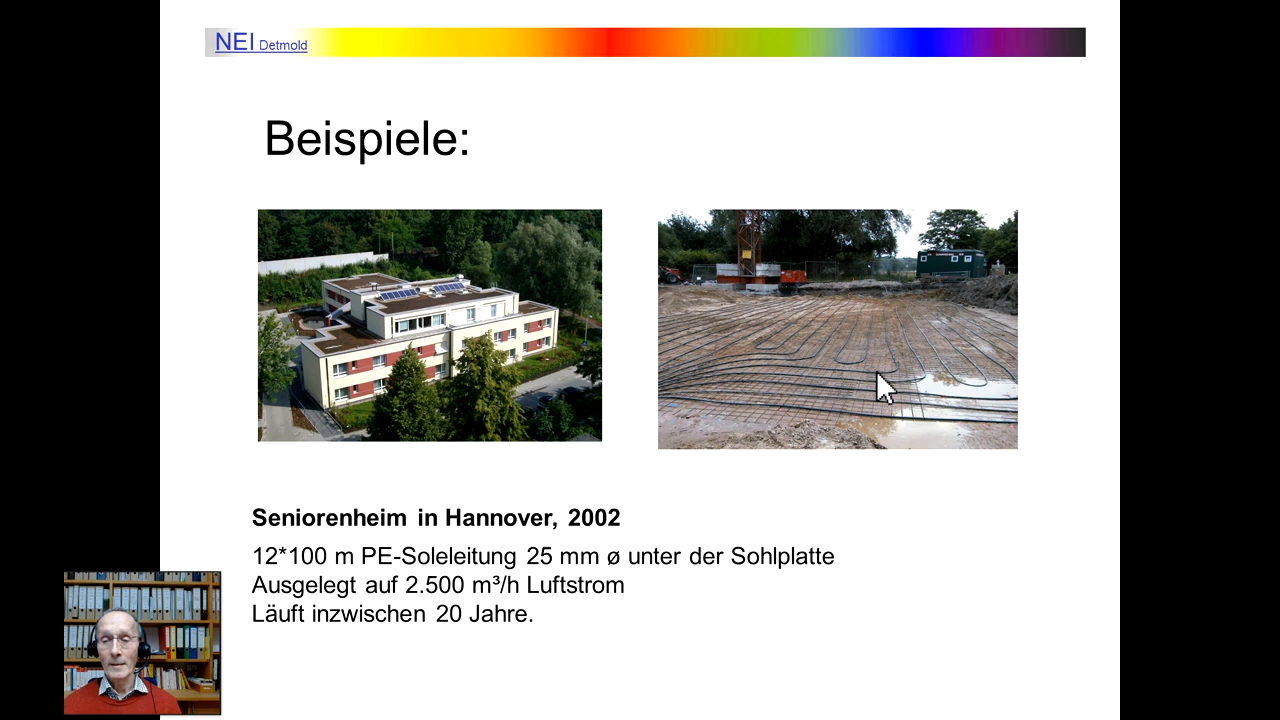 NEI Detmold
Beispiele:
Seniorenheim in Hannover, 2002
12*100 m PE-Soleleitung 25 mm ø unter der Sohlplatte
Ausgelegt auf 2.500 m³/h Luftstrom
Läuft inzwischen 20 Jahre.